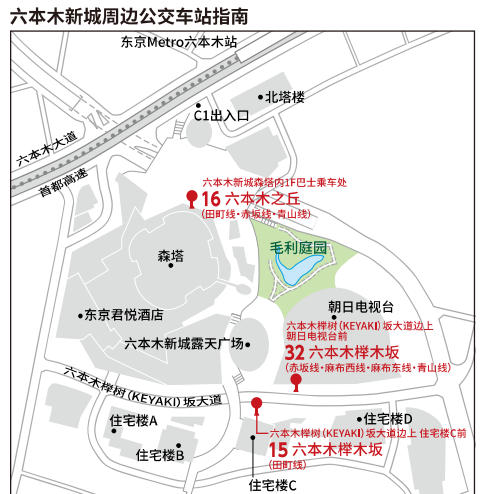 六本木新城周边公交车站指南
东京Metro六本木站
北塔楼
C1出入口
六本木大道
首都高速
六本木新城森塔内1F巴士乘车处
16 六本木之丘
(田町线・赤坂线・青山线)
毛利庭园
森塔
朝日电视台
东京君悦酒店
六本木新城露天广场
六本木榉树(KEYAKI)坂大道边上
朝日电视台前
32 六本木榉木坂
(赤坂线・麻布西线・麻布东线・青山线)
六本木榉树(KEYAKI)坂大道
住宅楼A
住宅楼D
六本木榉树(KEYAKI)坂大道边上 住宅楼C前
15 六本木榉木坂
(田町线)
住宅楼B
住宅楼C